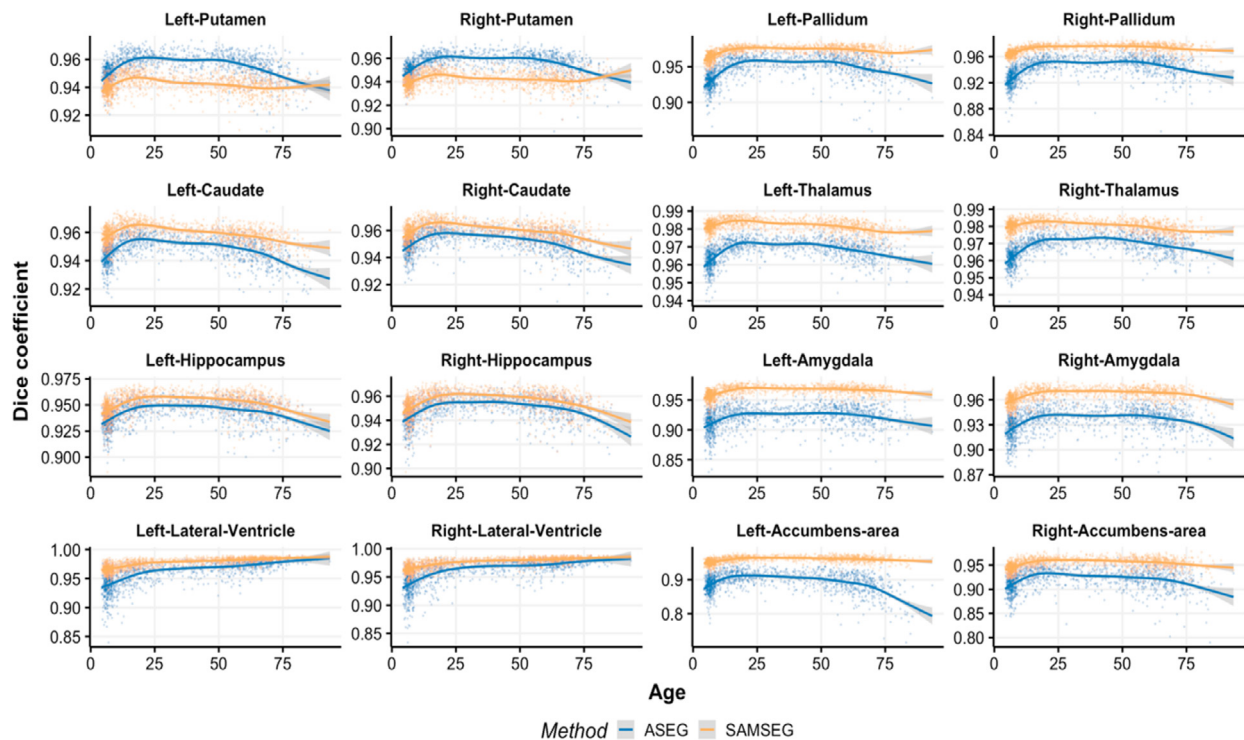 Left-Putamen Right-Putamen Left-Pallidum Right-Pallidum
0.96 0.96 0.95 0.96
0.94 0.94 0.90 0.92
0.92 0.92 0.88
0.90 0.84
0 25 50 75 0 25 50 75 0 25 50 75 0 25 50 75
Left-Caudate Right-Caudate Left-Thalamus Right-Thalamus
0.96 0.96 0.99 0.99
0.94 0.94 0.98 0.98
0.92 0.92 0.97 0.97
0.96 0.96
0.95 0.95
0.94 0.94
0 25 50 75 0 25 50 75 0 25 50 75 0 25 50 75
Dice coefficient
Left-Hippocampus Right-Hippocampus Left-Amygdala Right-Amygdala
0.975 0.96 0.95 0.96
0.950 0.94 0.90 0.93
0.925 0.92 0.85 0.90
0.900 0.90 0.87
0 25 50 75 0 25 50 75 0 25 50 75 0 25 50 75
Left-Lateral-Ventricle Right-Lateral-Ventricle Left-Accumbens-area Right-Accumbens-area
1.00 1.00 0.9 0.95
0.95 0.95 0.8 0.90
0.90 0.90 0.85
0.85 0.85 0.80
0 25 50 75 0 25 50 75 0 25 50 75 0 25 50 75
Age
Method ASEG SAMSEG